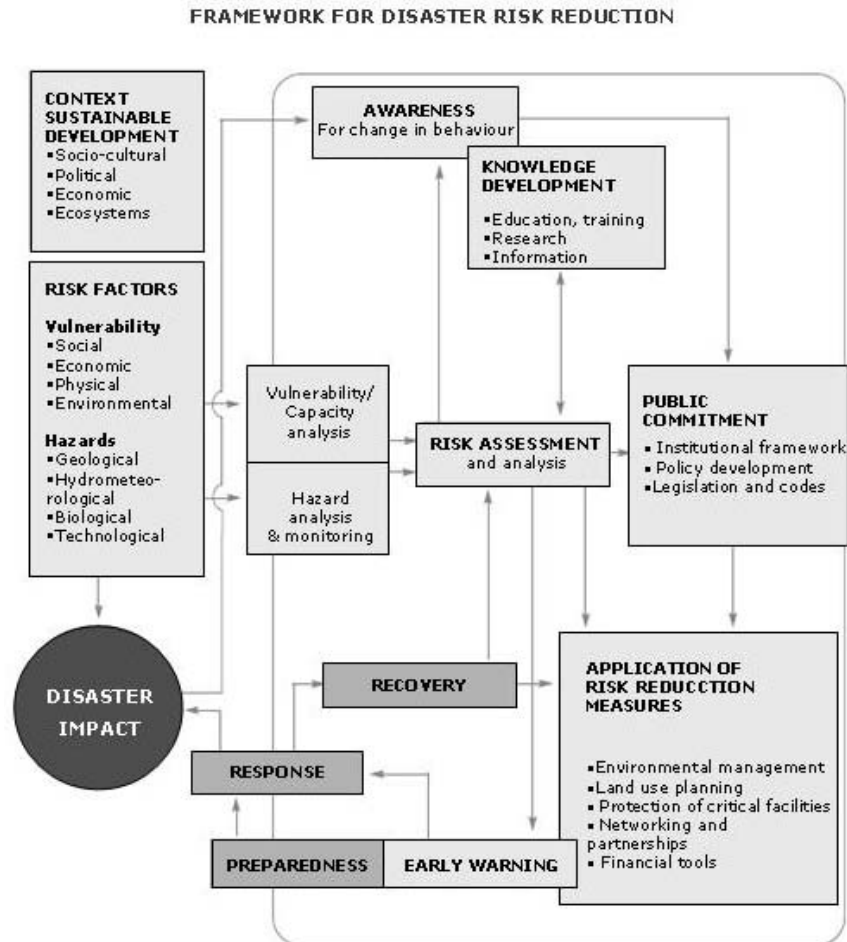 FRAMEWORK FOR DISASTER RISK REDUCTION
CONTEXT
SUSTAINABLE
DEVELOPMENT
▪Socio-cultural
▪Political
▪Economic
▪Ecosystems
AWARENESS
For change in behaviour
KNOWLEDGE
DEVELOPMENT
▪Education, training
▪Research
▪Information
RISK FACTORS
Vulnerability
▪Social
▪Economic
▪Physical
▪Environmental
Hazards
▪Geological
▪Hydrometeo-
rological
▪Biological
▪Technological
Vulnerability/
Capacity
analysis
Hazard
analysis
& monitoring
RISK ASSESSMENT
and analysis
PUBLIC
COMMITMENT
▪ Institutional framework
▪ Policy development
▪Legislation and codes
DISASTER
IMPACT
RECOVERY
RESPONSE
PREPAREDNESS
EARLY WARNING
APPLICATION OF
RISK REDUCCTION
MEASURES
▪Environmental management
▪Land use planning
▪ Protection of critical facilities
▪ Networking and
partnerships
▪ Financial tools